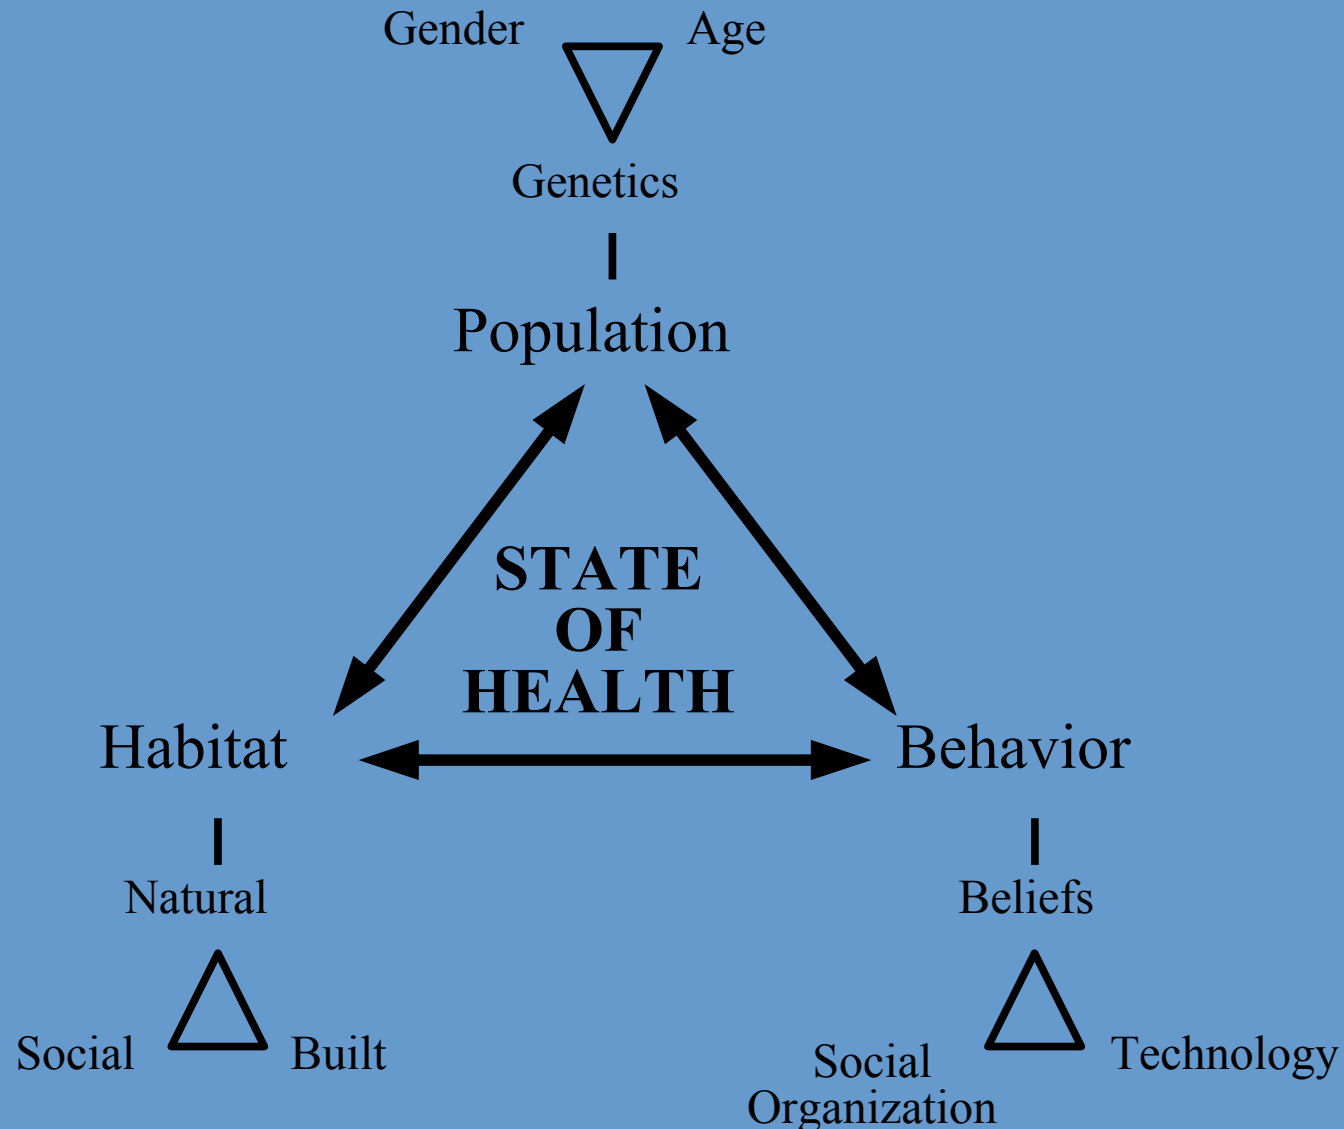 Gender Age
Genetics
Population
STATE
OF
HEALTH
Habitat Behavior
Natural Beliefs
Social Built Social Technology
Organization